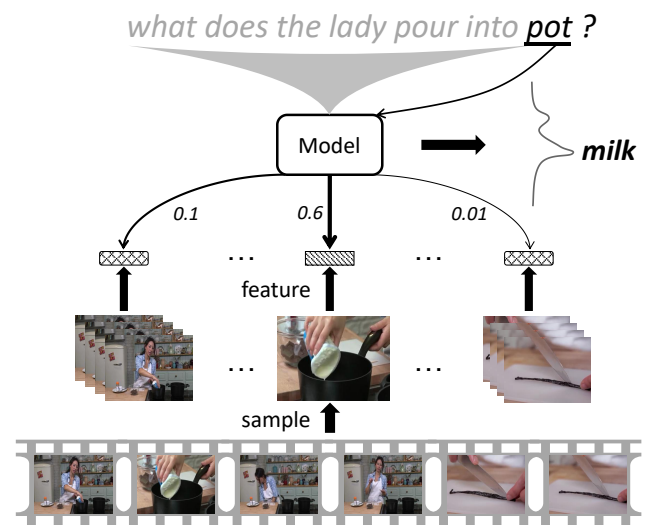 what does the lady pour into pot ?
Model
milk
0.1
0.6
0.01
...
...
feature
...
...
sample